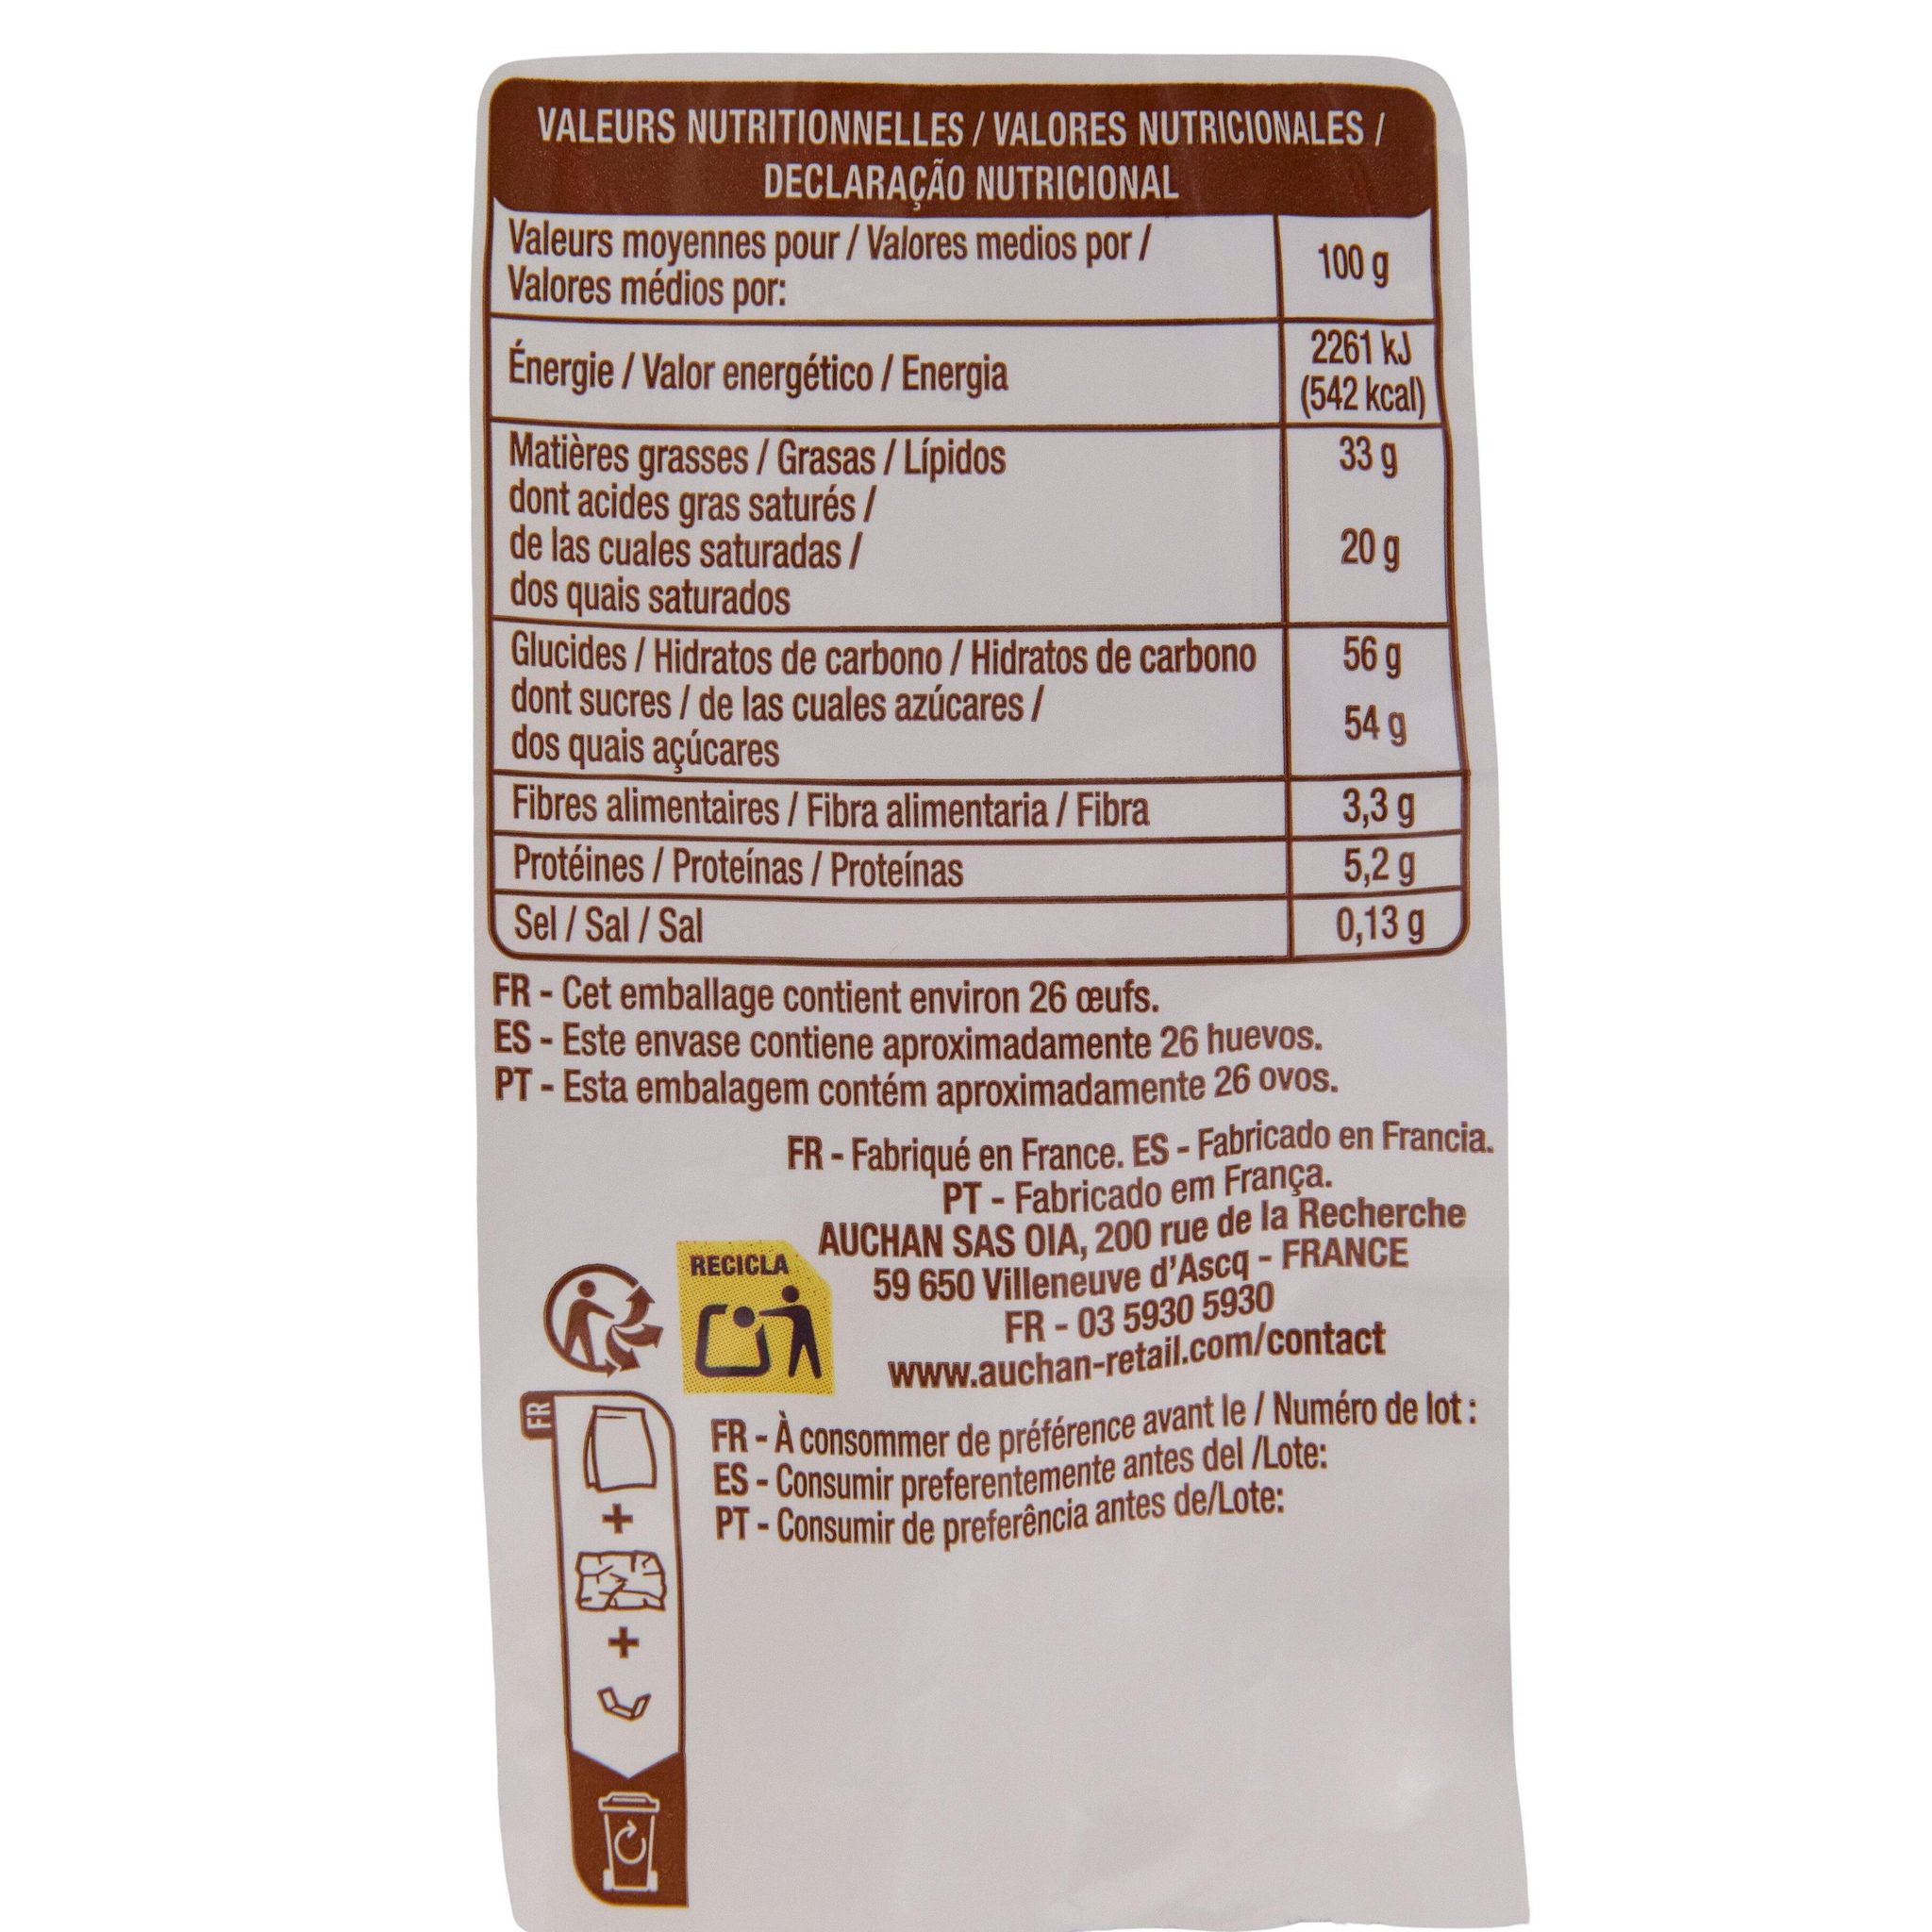 VALEURS NUTRITIONNELLES / VALORES NUTRICIONALES /
DECLARAÇÃO NUTRICIONAL
Valeurs moyennes pour / Valores medios por /
Valores médios por:
100 g
Énergie / Valor energético / Energia
2261 kJ
(542 kcal)
Matières grasses / Grasas / Lípidos
33 g
dont acides gras saturés /
de las cuales saturadas /
20 g
dos quais saturados
Glucides / Hidratos de carbono / Hidratos de carbono
56 g
dont sucres / de las cuales azúcares /
54 g
dos quais açúcares
Fibres alimentaires / Fibra alimentaria / Fibra
3,3 g
Protéines / Proteínas / Proteínas
5,2 g
Sel / Sal / Sal
0,13 g
FR - Cet emballage contient environ 26 œufs.
ES - Este envase contiene aproximadamente 26 huevos.
PT - Esta embalagem contém aproximadamente 26 ovos.
FR - Fabriqué en France. ES - Fabricado en Francia.
PT - Fabricado em França.
AUCHAN SAS OIA, 200 rue de la Recherche
59 650 Villeneuve d'Ascq - FRANCE
FR - 03 5930 5930
www.auchan-retail.com/contact
RECICLA
FR
FR - À consommer de préférence avant le / Numéro de lot :
ES - Consumir preferentemente antes del /Lote:
PT - Consumir de preferência antes de/Lote: